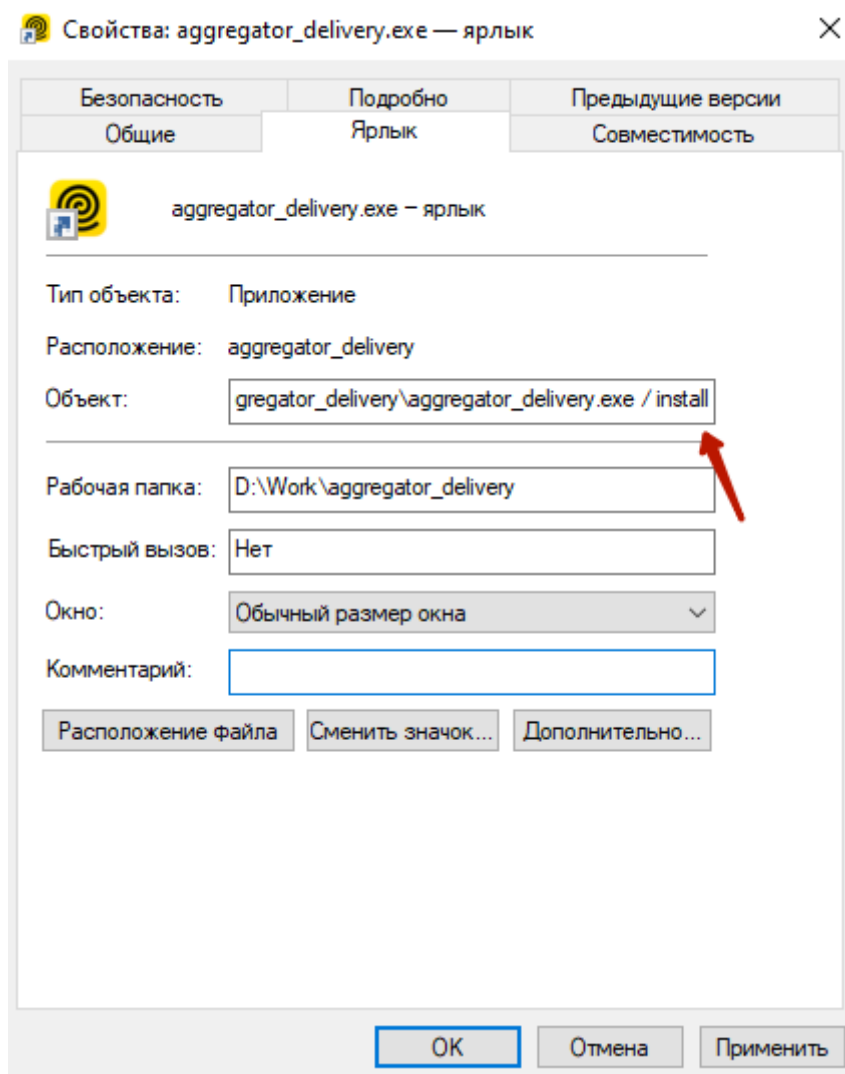 Свойства: aggregator_delivery.exe — ярлык
Безопасность Подробно Предыдущие версии
Общие Ярлык Совместимость
aggregator_delivery.exe – ярлык
Тип объекта: Приложение
Расположение: aggregator_delivery
Объект: gregator_delivery\aggregator_delivery.exe / install
Рабочая папка: D:\Work\aggregator_delivery
Быстрый вызов: Нет
Окно: Обычный размер окна
Комментарий:
Расположение файла Сменить значок... Дополнительно...
OK Отмена Применить